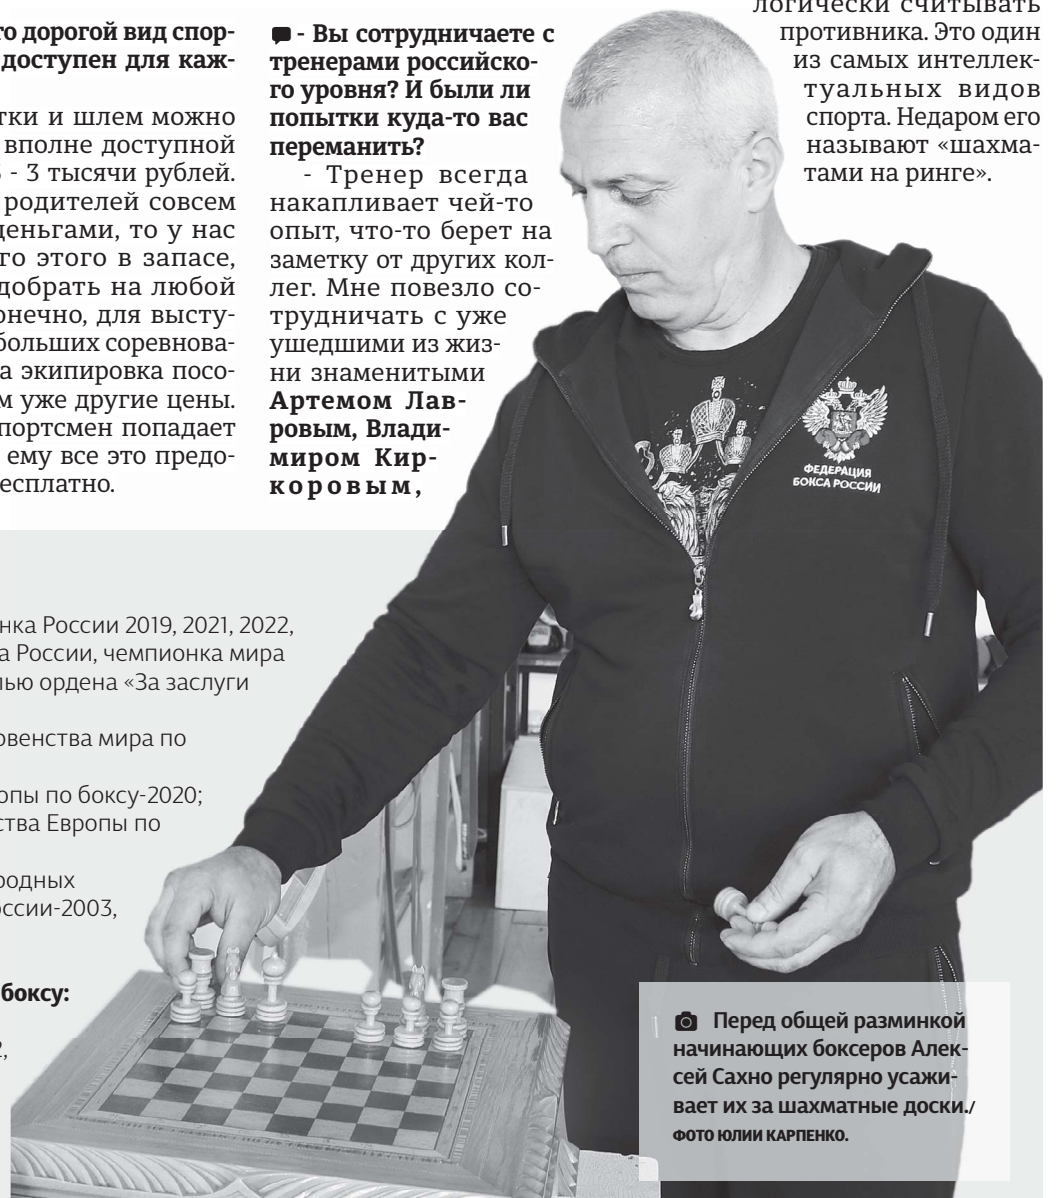 то дорогой вид спор-
доступен для каж-
тки и шлем можно
вполне доступной
- 3 тысячи рублей.
родителей совсем
деньгами, то у нас
го этого в запасе,
добрать на любой
онечно, для высту-
больших соревнова-
а экипировка посо-
м уже другие цены.
портсмен попадает
ему все это предо-
есплатно.
- Вы сотрудничаете с
тренерами российско-
го уровня? И были ли
попытки куда-то вас
переманить?
- Тренер всегда
накапливает чей-то
опыт, что-то берет на
заметку от других кол-
лег. Мне повезло со-
трудничать с уже
ушедшими из жиз-
ни знаменитыми
Артемом Лав-
ровым, Влади-
миром Кир-
коровым,
логически считывать
противника. Это один
из самых интеллек-
туальных видов
спорта. Недаром его
называют «шахма-
тами на ринге».
ФЕДЕРАЦИЯ
БОКСА РОССИИ
нка России 2019, 2021, 2022,
а России, чемпионка мира
лью ордена «За заслуги
рвенства мира по
опы по боксу-2020;
ства Европы по
родных
оссии-2003,
боксу:
2,
Перед общей разминкой
начинающих боксеров Алек-
сей Сахно регулярно усажи-
вает их за шахматные доски./
ФОТО ЮЛИИ КАРПЕНКО.